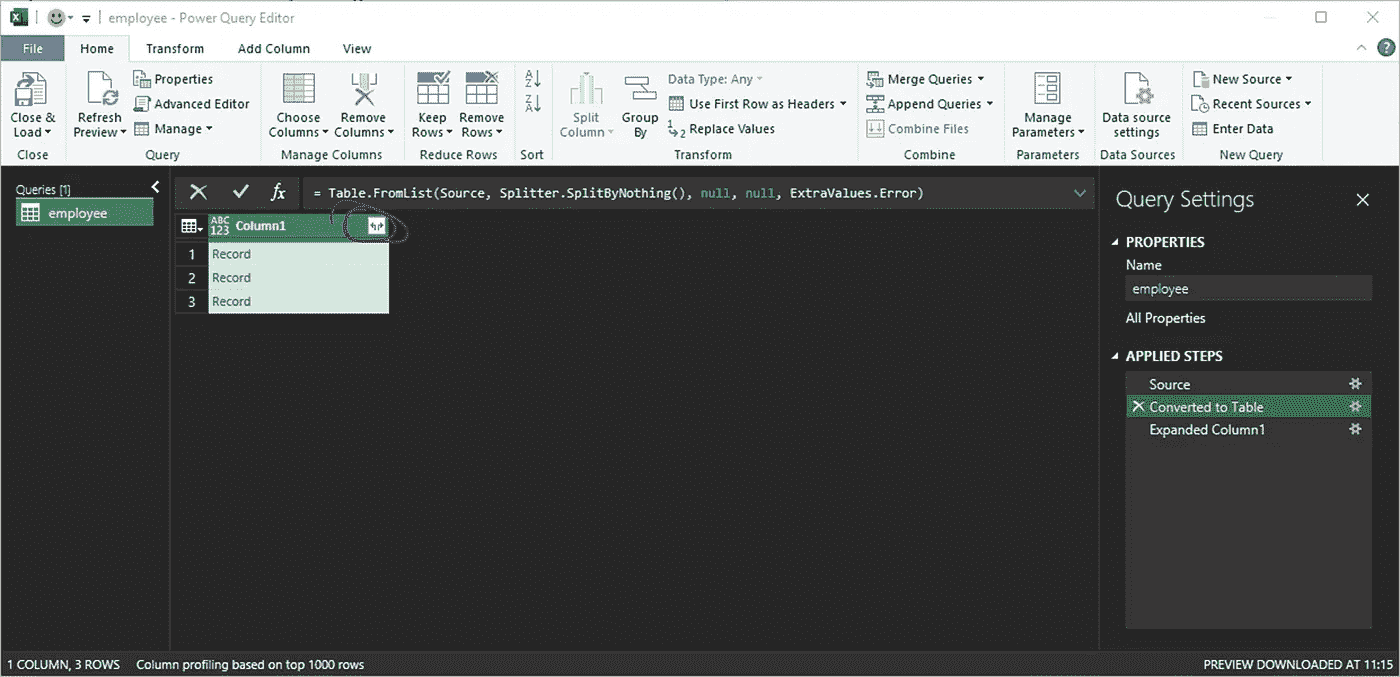 employee - Power Query Editor
File Home Transform Add Column View
Close & Load
Close
Refresh Preview
Properties
Advanced Editor
Manage
Query
Choose Columns
Remove Columns
Manage Columns
Keep Rows
Remove Rows
Reduce Rows
A Z
Z A
Sort
Split Column
Group By
Data Type: Any
Use First Row as Headers
1 2 Replace Values
Transform
Merge Queries
Append Queries
Combine Files
Combine
Manage Parameters
Parameters
Data source settings
Data Sources
New Source
Recent Sources
Enter Data
New Query
Queries [1]
employee
fx = Table.FromList(Source, Splitter.SplitByNothing(), null, null, ExtraValues.Error)
ABC 123 Column1
1 Record
2 Record
3 Record
Query Settings
PROPERTIES
Name
employee
All Properties
APPLIED STEPS
Source
Converted to Table
Expanded Column1
1 COLUMN, 3 ROWS Column profiling based on top 1000 rows
PREVIEW DOWNLOADED AT 11:15